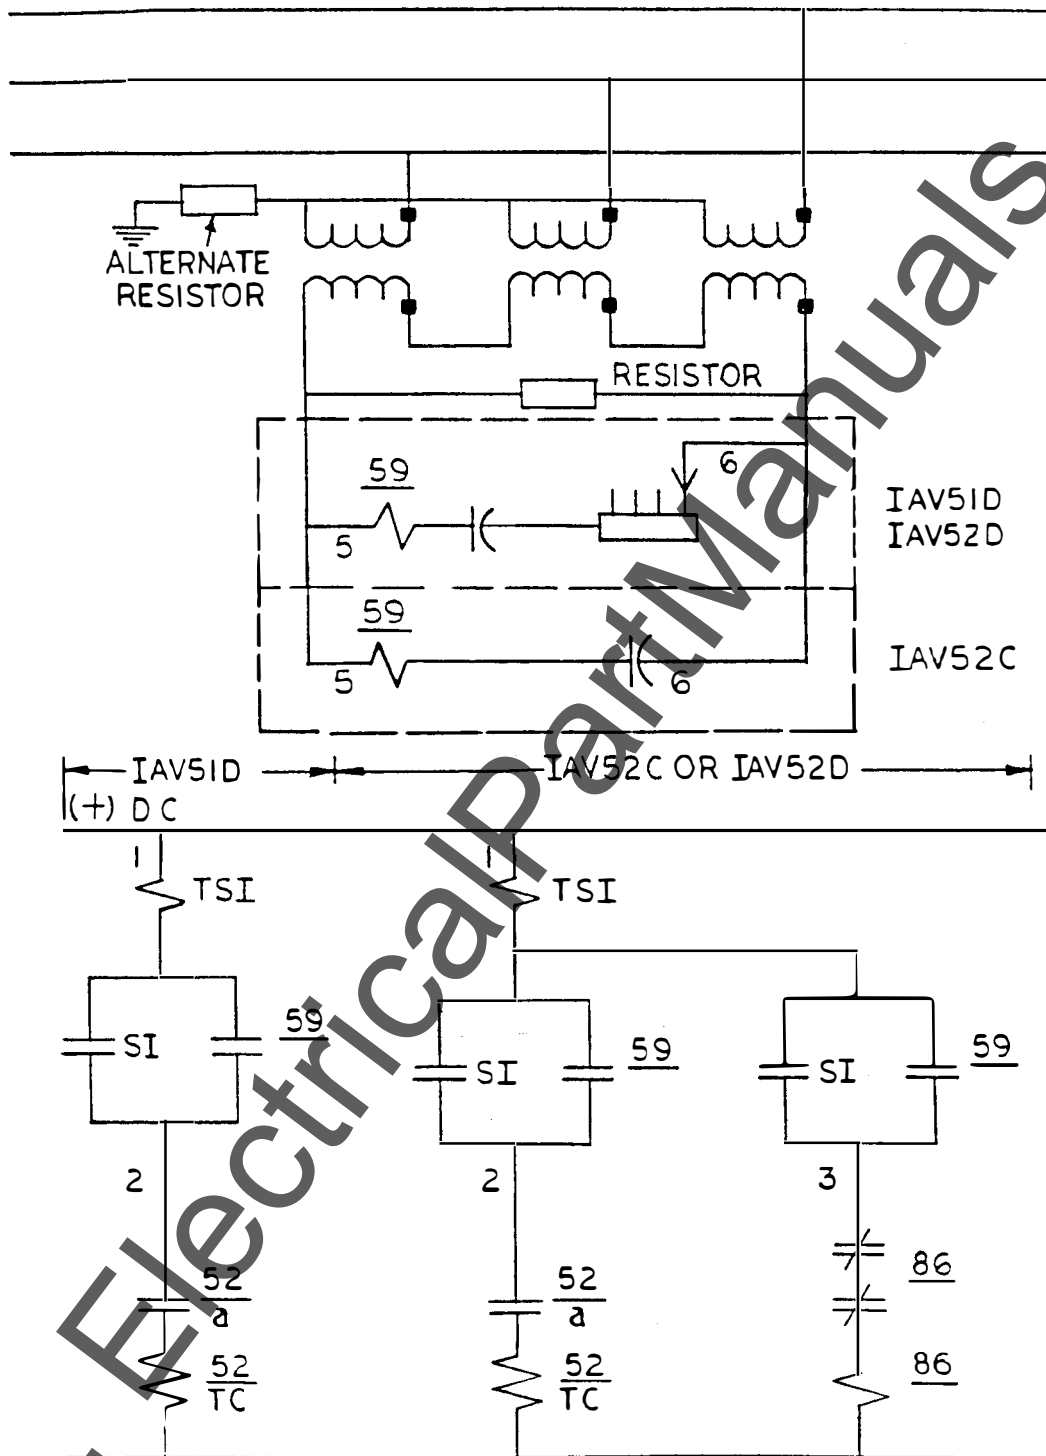 ALTERNATE
RESISTOR
RESISTOR
59
6
5
IAV51D
IAV52D
59
5
6
IAV52C
IAV51D
IAV52C OR IAV52D
(+) DC
1
TSI
1
TSI
SI
59
SI
59
SI
59
2
2
3
52
a
52
a
86
52
TC
52
TC
86
ElectricalPartManuals